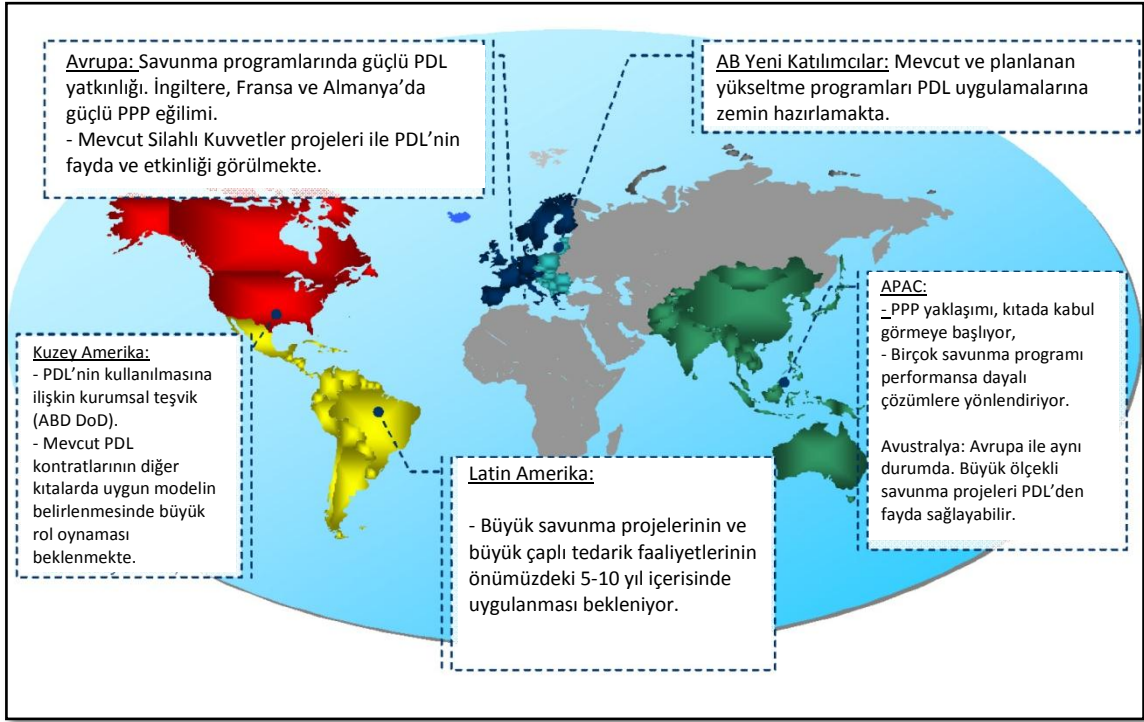 Avrupa: Savunma programlarında güçlü PDL
yatkınlığı. İngiltere, Fransa ve Almanya’da
güçlü PPP eğilimi.
- Mevcut Silahlı Kuvvetler projeleri ile PDL’nin
fayda ve etkinliği görülmekte.
AB Yeni Katılımcılar: Mevcut ve planlanan
yükseltme programları PDL uygulamalarına
zemin hazırlamakta.
Kuzey Amerika:
- PDL’nin kullanılmasına
ilişkin kurumsal teşvik
(ABD DoD).
- Mevcut PDL
kontratlarının diğer
kıtalarda uygun modelin
belirlenmesinde büyük
rol oynaması
beklenmekte.
Latin Amerika:
- Büyük savunma projelerinin ve
büyük çaplı tedarik faaliyetlerinin
önümüzdeki 5-10 yıl içerisinde
uygulanması bekleniyor.
APAC:
- PPP yaklaşımı, kıtada kabul
görmeye başlıyor,
- Birçok savunma programı
performansa dayalı
çözümlere yönlendiriyor.
Avustralya: Avrupa ile aynı
durumda. Büyük ölçekli
savunma projeleri PDL’den
fayda sağlayabilir.